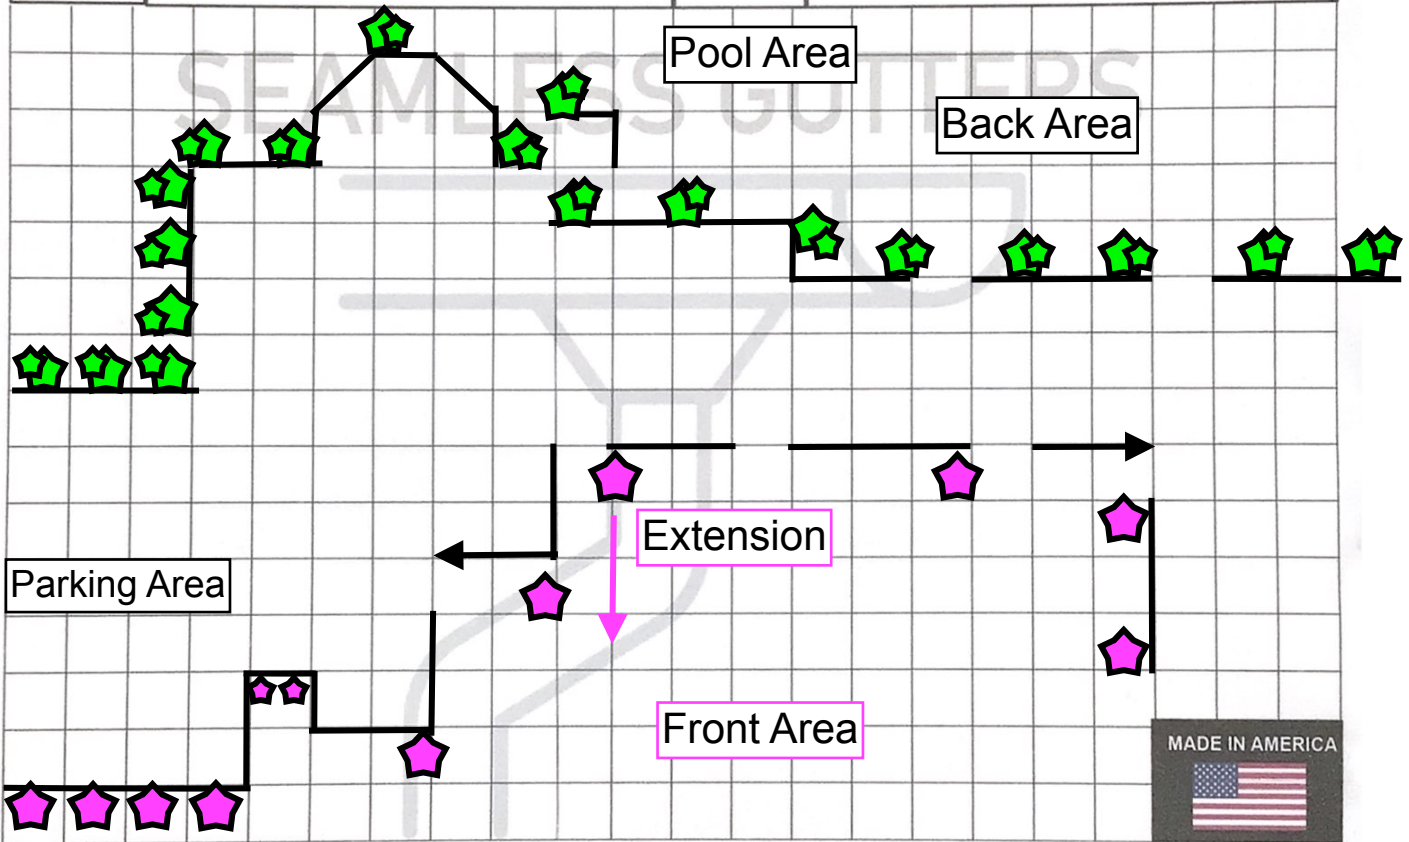 SEAMLESS GUTTERS
Pool Area
Back Area
Extension
Parking Area
Front Area
MADE IN AMERICA